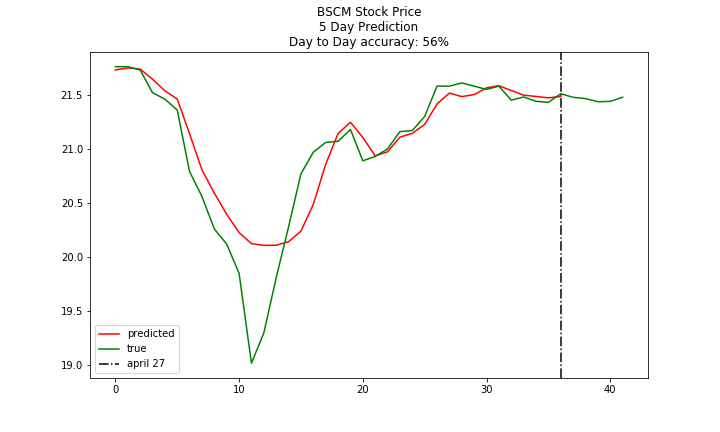 BSCM Stock Price
5 Day Prediction
Day to Day accuracy: 56%
21.5
21.0
20.5
20.0
19.5
19.0
predicted
true
april 27
0 10 20 30 40